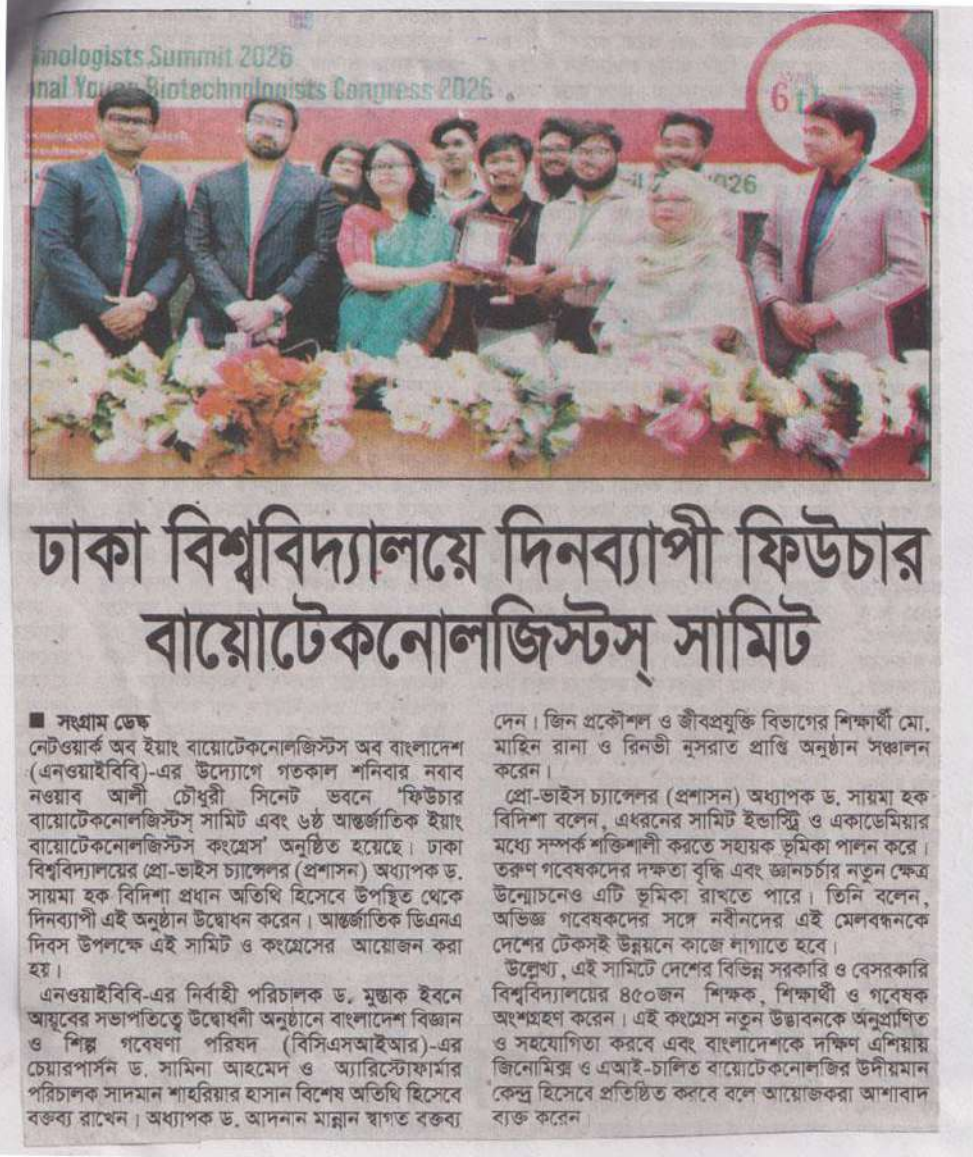 nologists Summit 2026
nal Young Biotechnologists Congress 2026
6th
2026
ঢাকা বিশ্ববিদ্যালয়ে দিনব্যাপী ফিউচার
বায়োটেকনোলজিস্টস্ সামিট
■ সংগ্রাম ডেস্ক
নেটওয়ার্ক অব ইয়াং বায়োটেকনোলজিস্টস অব বাংলাদেশ
(এনওয়াইবিবি)-এর উদ্যোগে গতকাল শনিবার নবাব
নওয়াব আলী চৌধুরী সিনেট ভবনে ‘ফিউচার
বায়োটেকনোলজিস্টস্ সামিট এবং ৬ষ্ঠ আন্তর্জাতিক ইয়াং
বায়োটেকনোলজিস্টস কংগ্রেস’ অনুষ্ঠিত হয়েছে। ঢাকা
বিশ্ববিদ্যালয়ের প্রো-ভাইস চ্যান্সেলর (প্রশাসন) অধ্যাপক ড.
সায়মা হক বিদিশা প্রধান অতিথি হিসেবে উপস্থিত থেকে
দিনব্যাপী এই অনুষ্ঠান উদ্বোধন করেন। আন্তর্জাতিক ডিএনএ
দিবস উপলক্ষে এই সামিট ও কংগ্রেসের আয়োজন করা
হয়।
এনওয়াইবিবি-এর নির্বাহী পরিচালক ড. মুশতাক ইবনে
আয়ূবের সভাপতিত্বে উদ্বোধনী অনুষ্ঠানে বাংলাদেশ বিজ্ঞান
ও শিল্প গবেষণা পরিষদ (বিসিএসআইআর)-এর
চেয়ারপার্সন ড. সামিনা আহমেদ ও অ্যারিস্টোফার্মার
পরিচালক সাদমান শাহরিয়ার হাসান বিশেষ অতিথি হিসেবে
বক্তব্য রাখেন। অধ্যাপক ড. আদনান মান্নান স্বাগত বক্তব্য
দেন। জিন প্রকৌশল ও জীবপ্রযুক্তি বিভাগের শিক্ষার্থী মো.
মাহিন রানা ও রিনভী নুসরাত প্রাপ্তি অনুষ্ঠান সঞ্চালন
করেন।
প্রো-ভাইস চ্যান্সেলর (প্রশাসন) অধ্যাপক ড. সায়মা হক
বিদিশা বলেন, এধরনের সামিট ইন্ডাস্ট্রি ও একাডেমিয়ার
মধ্যে সম্পর্ক শক্তিশালী করতে সহায়ক ভূমিকা পালন করে।
তরুণ গবেষকদের দক্ষতা বৃদ্ধি এবং জ্ঞানচর্চার নতুন ক্ষেত্র
উন্মোচনেও এটি ভূমিকা রাখতে পারে। তিনি বলেন,
অভিজ্ঞ গবেষকদের সঙ্গে নবীনদের এই মেলবন্ধনকে
দেশের টেকসই উন্নয়নে কাজে লাগাতে হবে।
উল্লেখ্য, এই সামিটে দেশের বিভিন্ন সরকারি ও বেসরকারি
বিশ্ববিদ্যালয়ের ৪৫০জন শিক্ষক, শিক্ষার্থী ও গবেষক
অংশগ্রহণ করেন। এই কংগ্রেস নতুন উদ্ভাবনকে অনুপ্রাণিত
ও সহযোগিতা করবে এবং বাংলাদেশকে দক্ষিণ এশিয়ায়
জিনোমিক্স ও এআই-চালিত বায়োটেকনোলজির উদীয়মান
কেন্দ্র হিসেবে প্রতিষ্ঠিত করবে বলে আয়োজকরা আশাবাদ
ব্যক্ত করেন।